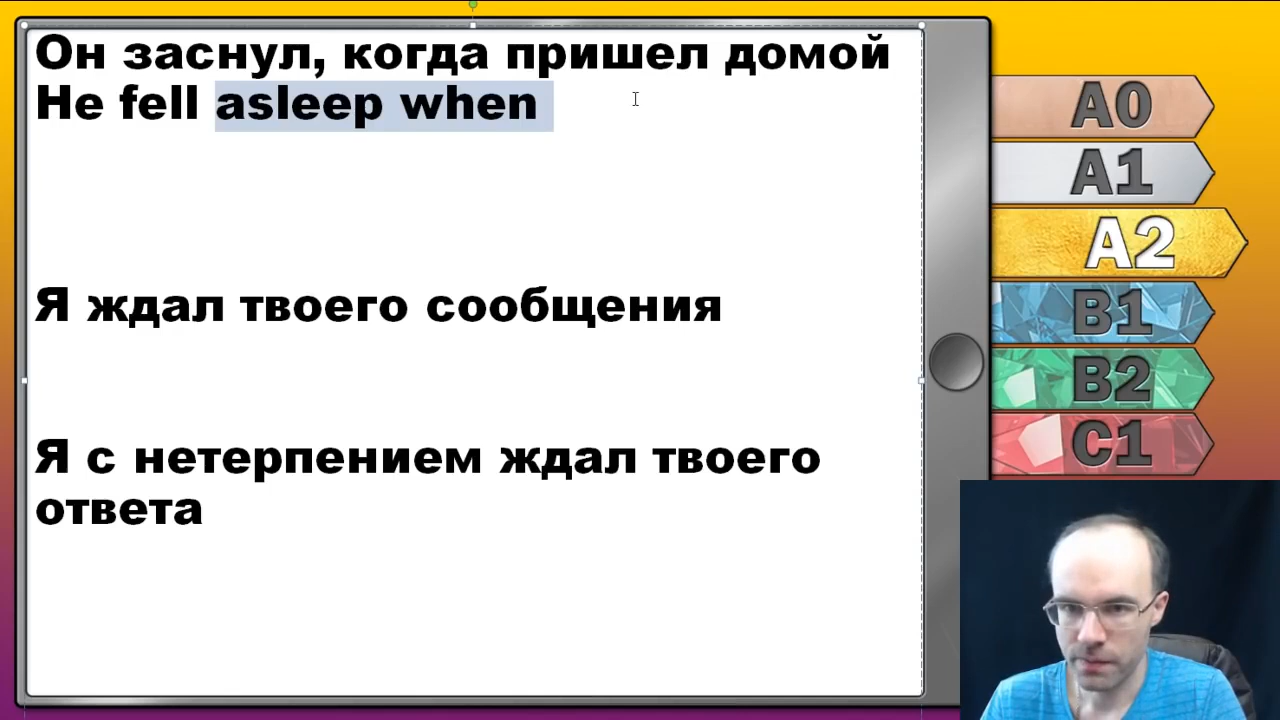 Он заснул, когда пришел домой
He fell asleep when
Я ждал твоего сообщения
Я с нетерпением ждал твоего
ответа
A0
A1
A2
B1
B2
C1